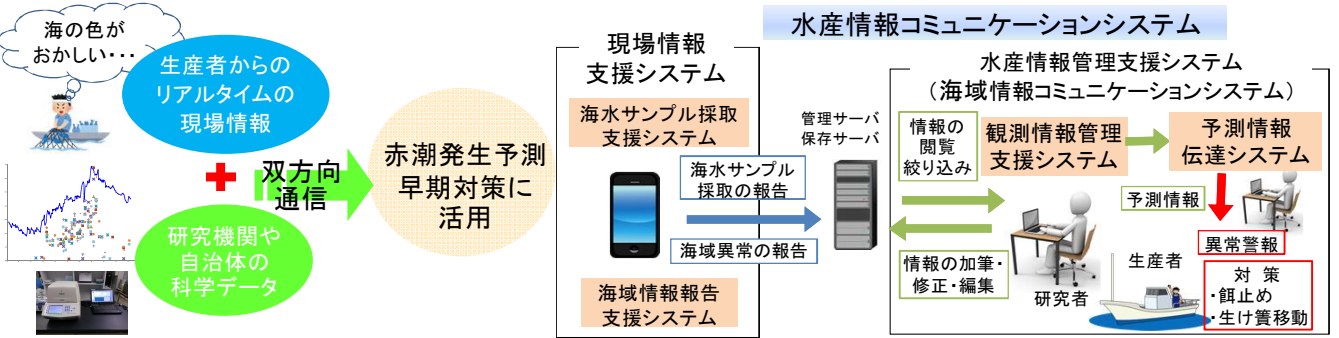 海の色が
おかしい・・・
生産者からの
リアルタイムの
現場情報
双方向
通信
研究機関や
自治体の
科学データ
赤潮発生予測
早期対策に
活用
水産情報コミュニケーションシステム
現場情報
支援システム
海水サンプル採取
支援システム
海水サンプル
採取の報告
海域異常の報告
海域情報報告
支援システム
管理サーバ
保存サーバ
水産情報管理支援システム
（海域情報コミュニケーションシステム）
情報の
閲覧
絞り込み
観測情報管理
支援システム
予測情報
伝達システム
予測情報
異常警報
情報の加筆・
修正・編集
研究者
生産者
対 策
・餌止め
・生け簀移動